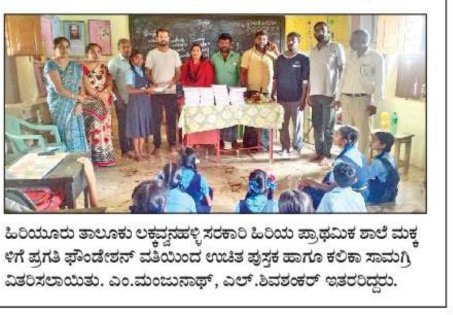 ಹಿರಿಯೂರು ತಾಲೂಕು ಲಕ್ಕವ್ವನಹಳ್ಳಿ ಸರಕಾರಿ ಹಿರಿಯ ಪ್ರಾಥಮಿಕ ಶಾಲೆ ಮಕ್ಕ
ಳಿಗೆ ಪ್ರಗತಿ ಫೌಂಡೇಶನ್ ವತಿಯಿಂದ ಉಚಿತ ಪುಸ್ತಕ ಹಾಗೂ ಕಲಿಕಾ ಸಾಮಗ್ರಿ
ವಿತರಿಸಲಾಯಿತು. ಎಂ.ಮಂಜುನಾಥ್, ಎಲ್.ಶಿವಶಂಕರ್ ಇತರರಿದ್ದರು.